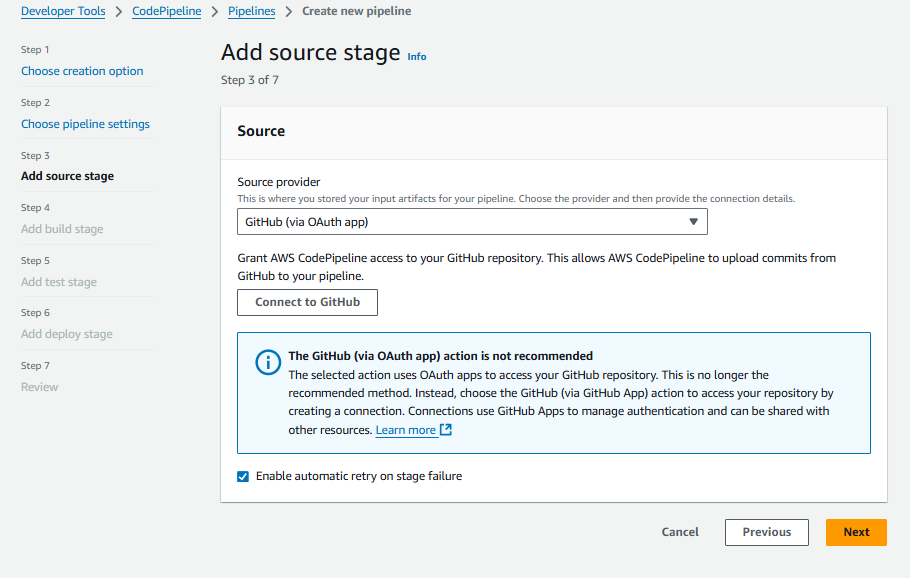 Developer Tools > CodePipeline > Pipelines > Create new pipeline
Step 1
Choose creation option
Step 2
Choose pipeline settings
Step 3
Add source stage
Step 4
Add build stage
Step 5
Add test stage
Step 6
Add deploy stage
Step 7
Review
Add source stage Info
Step 3 of 7
Source
Source provider
This is where you stored your input artifacts for your pipeline. Choose the provider and then provide the connection details.
GitHub (via OAuth app)
Grant AWS CodePipeline access to your GitHub repository. This allows AWS CodePipeline to upload commits from
GitHub to your pipeline.
Connect to GitHub
The GitHub (via OAuth app) action is not recommended
The selected action uses OAuth apps to access your GitHub repository. This is no longer the
recommended method. Instead, choose the GitHub (via GitHub App) action to access your repository by
creating a connection. Connections use GitHub Apps to manage authentication and can be shared with
other resources. Learn more
Enable automatic retry on stage failure
Cancel
Previous
Next